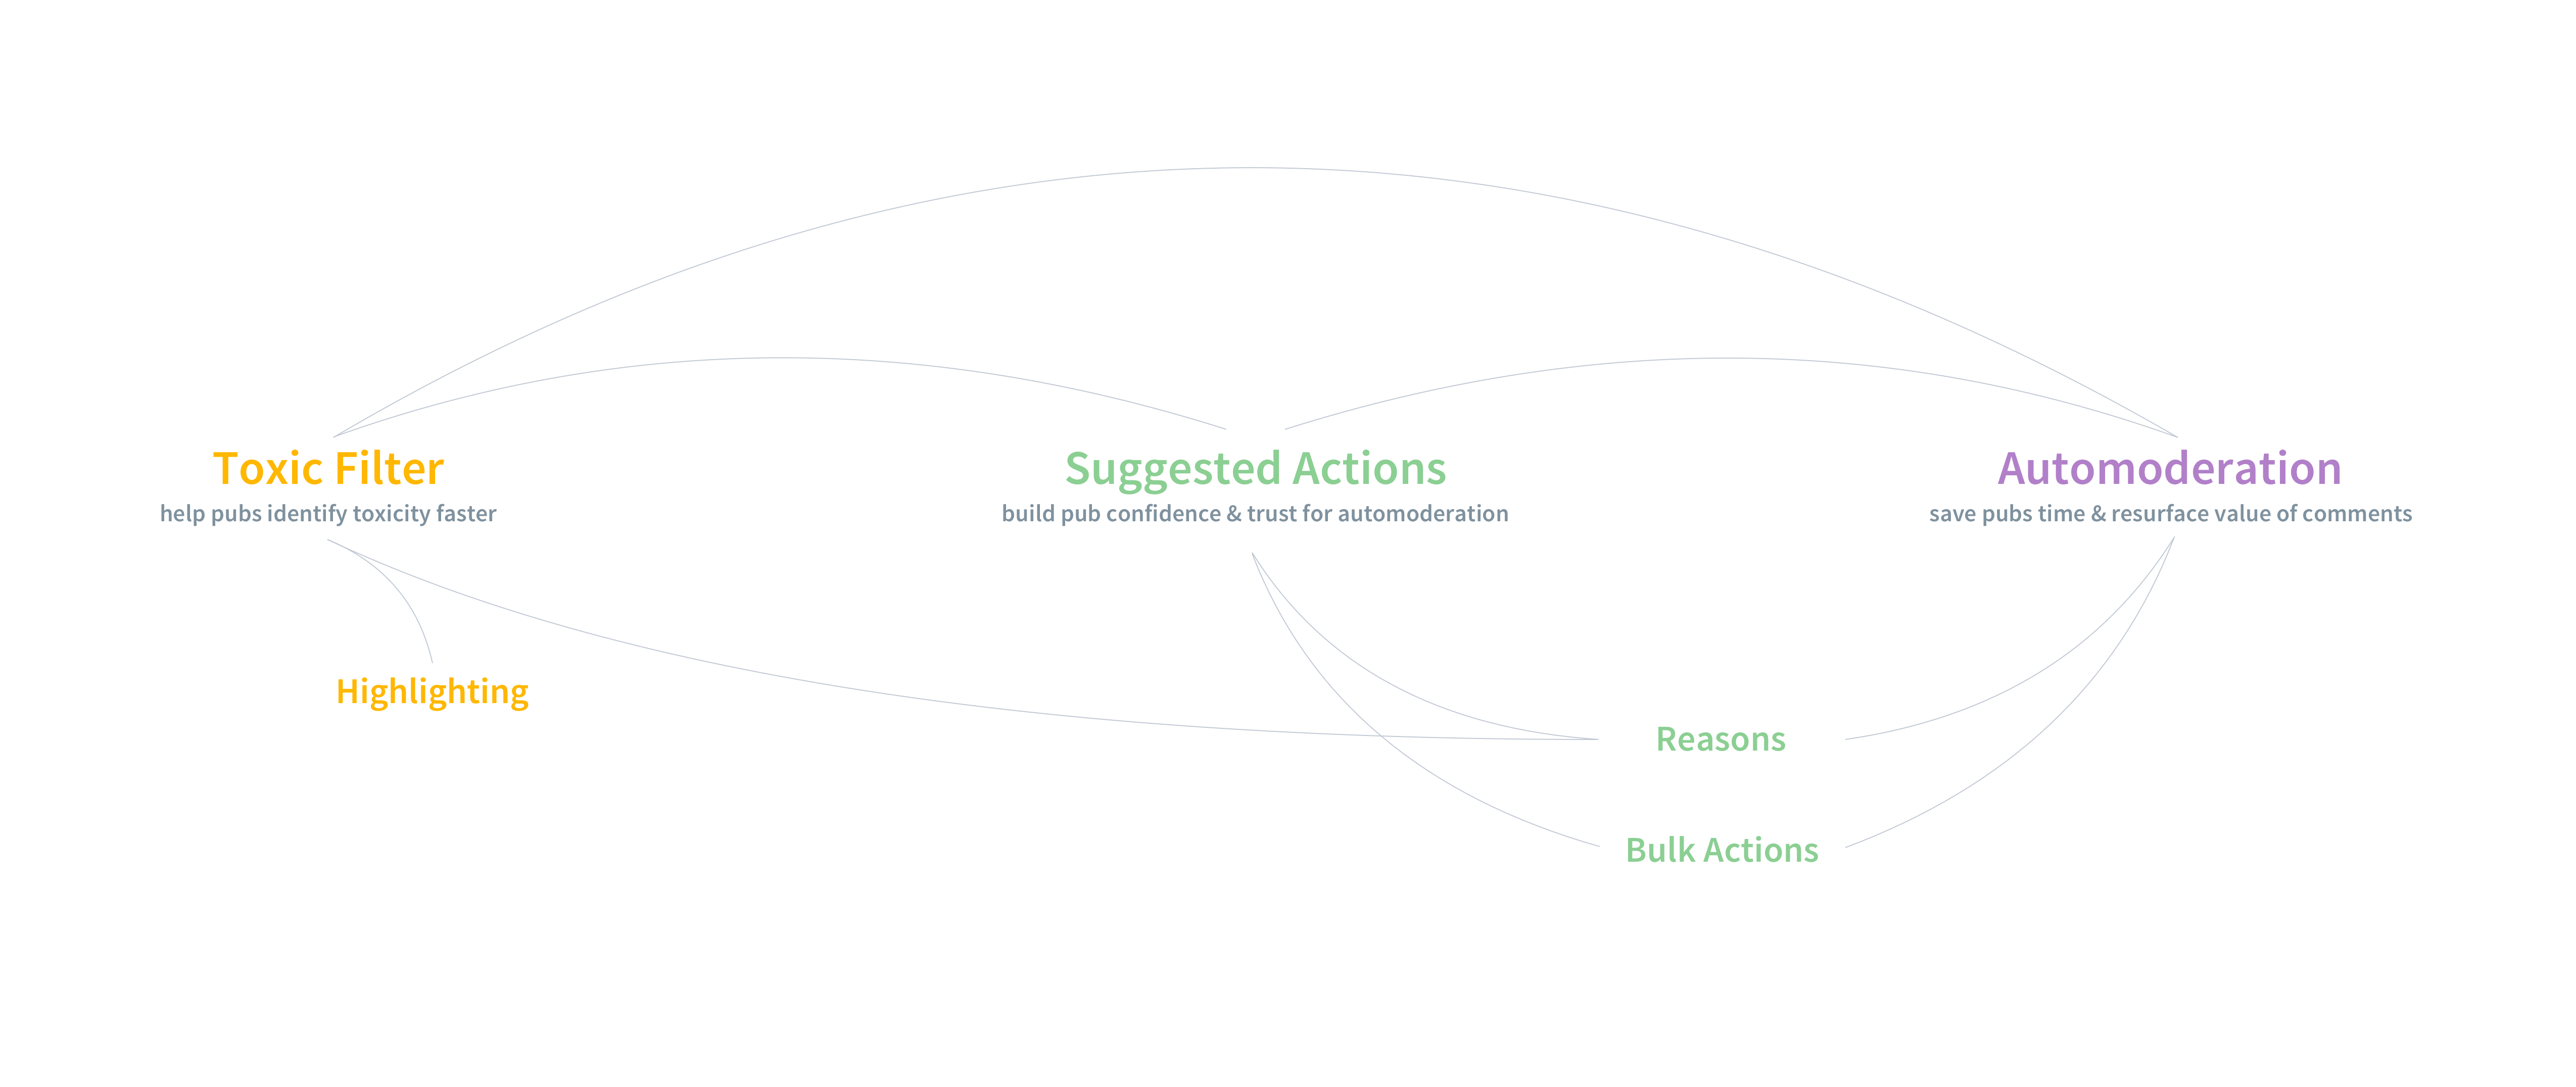 Toxic Filter
help pubs identify toxicity faster
Suggested Actions
build pub confidence & trust for automoderation
Automoderation
save pubs time & resurface value of comments
Highlighting
Reasons
Bulk Actions